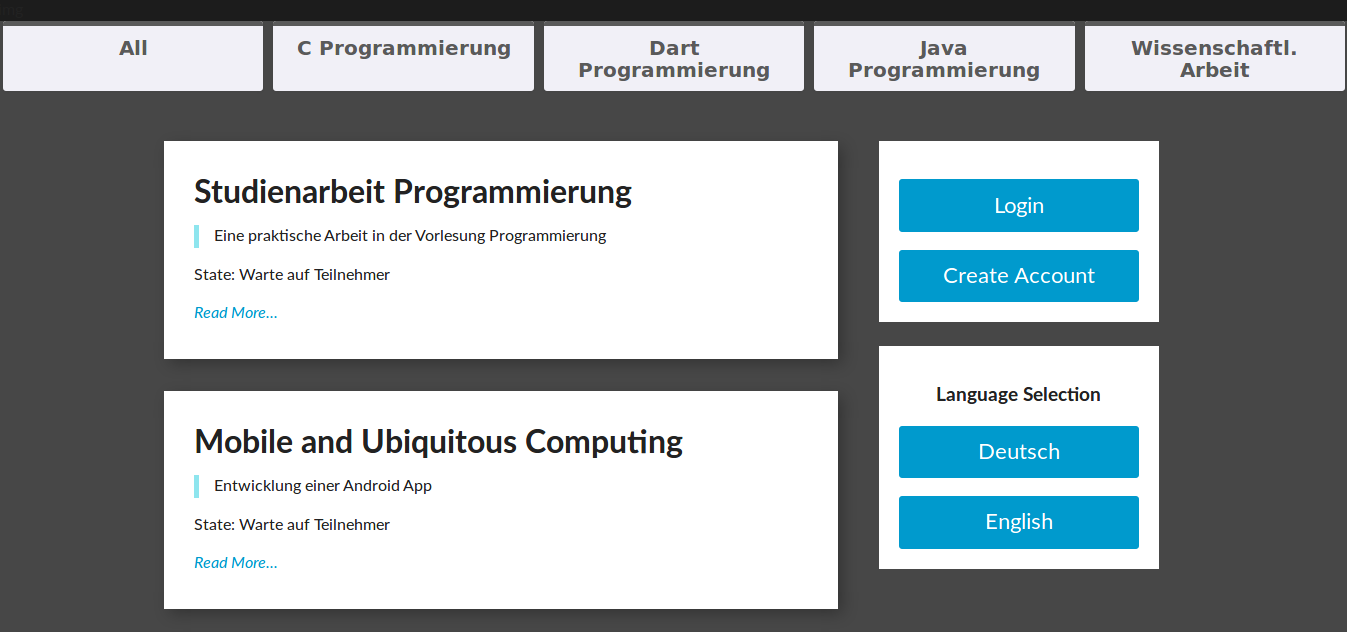 All
C Programmierung
Dart
Programmierung
Java
Programmierung
Wissenschaftl.
Arbeit
Studienarbeit Programmierung
Eine praktische Arbeit in der Vorlesung Programmierung
State: Warte auf Teilnehmer
Read More...
Mobile and Ubiquitous Computing
Entwicklung einer Android App
State: Warte auf Teilnehmer
Read More...
Login
Create Account
Language Selection
Deutsch
English